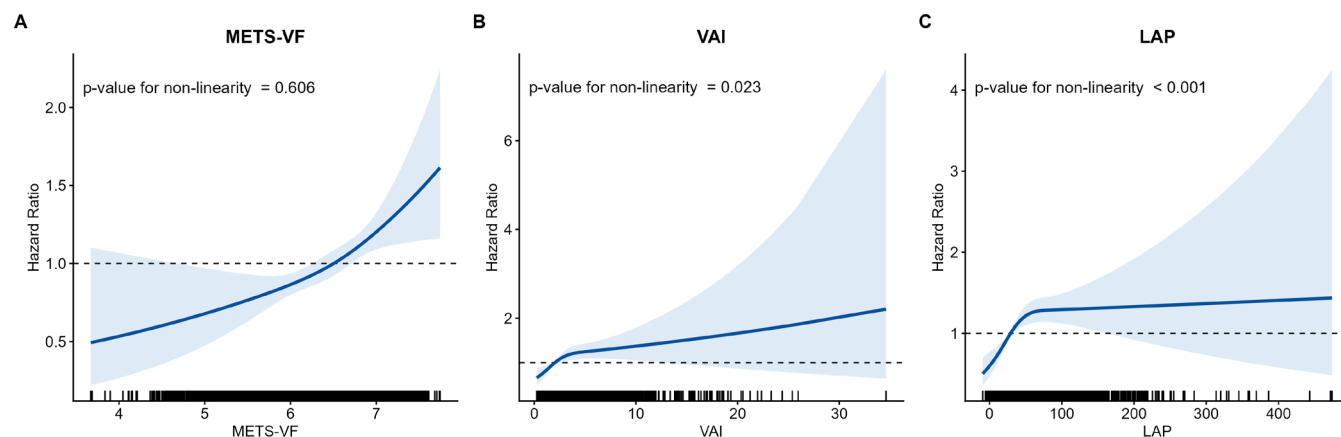 A
METS-VF
p-value for non-linearity = 0.606
Hazard Ratio
2.0
1.5
1.0
0.5
4 5 6 7
METS-VF
B
VAI
p-value for non-linearity = 0.023
Hazard Ratio
6
4
2
0 10 20 30
VAI
C
LAP
p-value for non-linearity < 0.001
Hazard Ratio
4
3
2
1
0 100 200 300 400
LAP